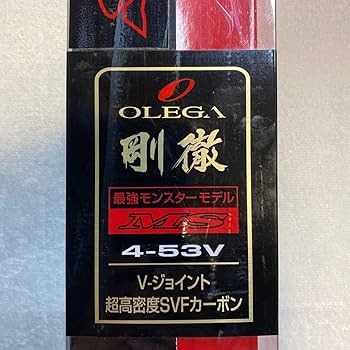 OLEGA
剛徹
最強モンスターモデル
MS
4-53V
V-ジョイント
超高密度SVFカーボン